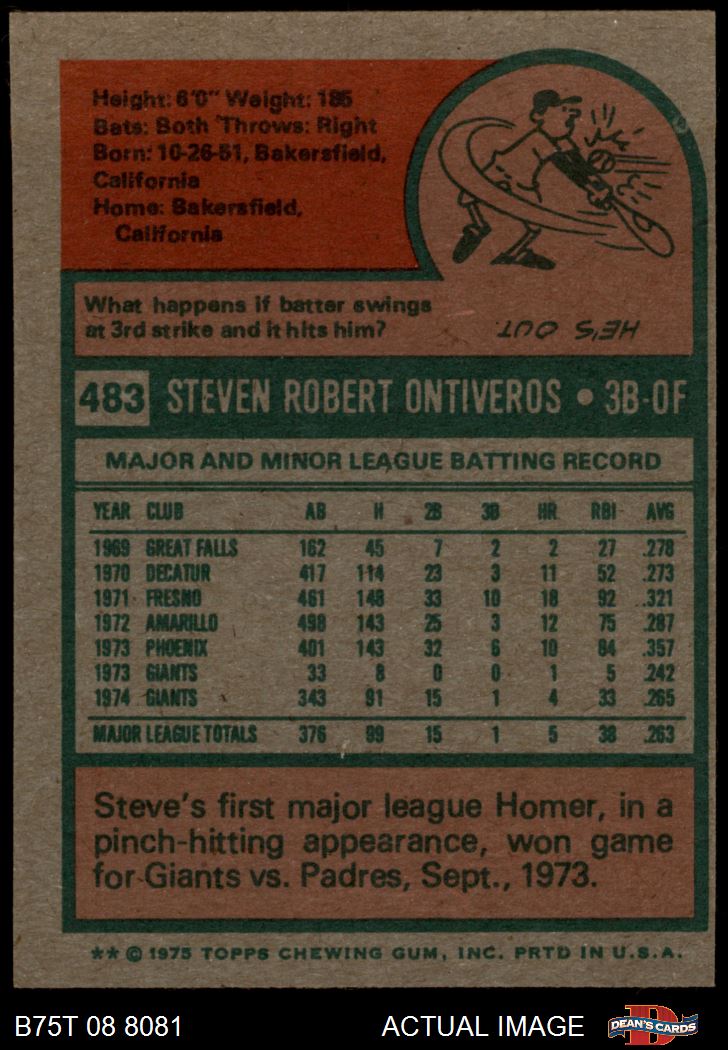 Height: 6'0" Weight: 185
Bats: Both Throws: Right
Born: 10-26-51, Bakersfield,
California
Home: Bakersfield,
California
What happens if batter swings
at 3rd strike and it hits him?
HE'S OUT.
483 STEVEN ROBERT ONTIVEROS • 3B-OF
MAJOR AND MINOR LEAGUE BATTING RECORD
YEAR CLUB AB H 2B 3B HR RBI AVG
1969 GREAT FALLS 162 45 7 2 2 27 .278
1970 DECATUR 417 114 23 3 11 52 .273
1971 FRESNO 461 148 33 10 18 92 .321
1972 AMARILLO 498 143 25 3 12 75 .287
1973 PHOENIX 401 143 32 6 10 84 .357
1973 GIANTS 33 8 0 0 1 5 .242
1974 GIANTS 343 91 15 1 4 33 .265
MAJOR LEAGUE TOTALS 376 99 15 1 5 38 .263
Steve's first major league Homer, in a
pinch-hitting appearance, won game
for Giants vs. Padres, Sept., 1973.
** © 1975 TOPPS CHEWING GUM, INC. PRTD IN U.S.A.
B75T 08 8081 ACTUAL IMAGE DEAN'S CARDS